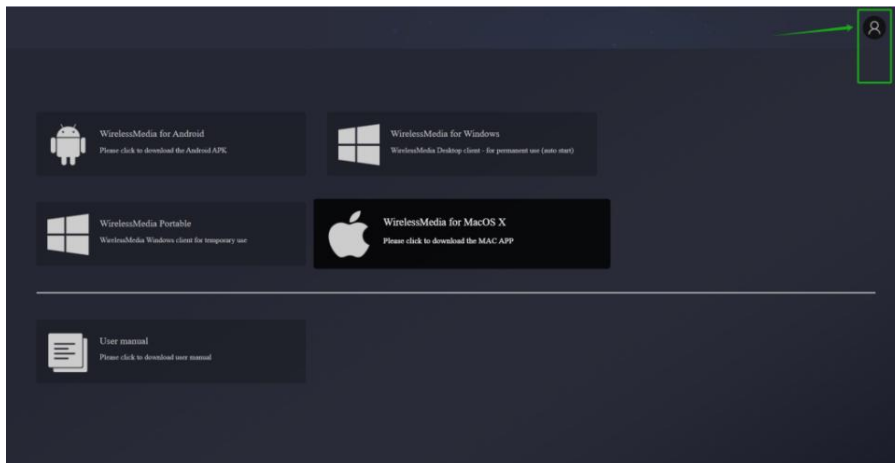 WirelessMedia for Android
Please click to download the Android APK
WirelessMedia for Windows
WirelessMedia Desktop client - for permanent use (auto start)
WirelessMedia Portable
WirelessMedia Windows client for temporary use
WirelessMedia for MacOS X
Please click to download the MAC APP
User manual
Please click to download user manual